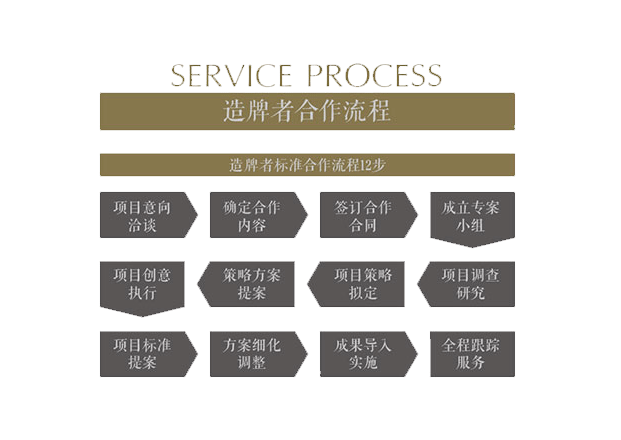 SERVICE PROCESS
造牌者合作流程
造牌者标准合作流程12步
项目意向
洽谈
确定合作
内容
签订合作
合同
成立专案
小组
项目创意
执行
策略方案
提案
项目策略
拟定
项目调查
研究
项目标准
提案
方案细化
调整
成果导入
实施
全程跟踪
服务